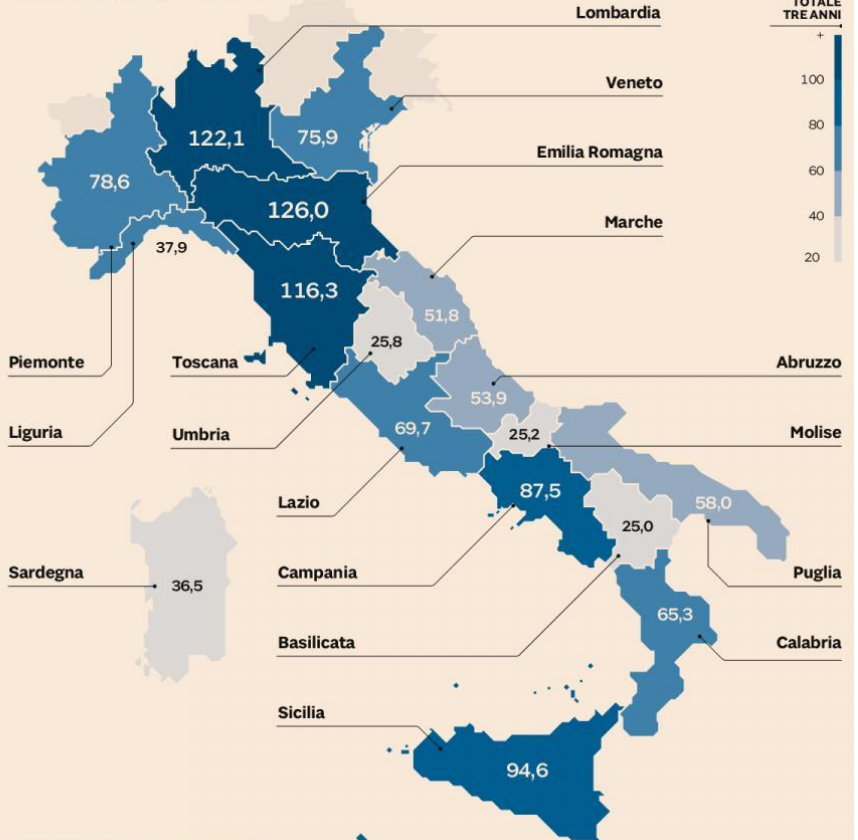 Lombardia
TOTALE
TRE ANNI
+
Veneto
100
122,1
75,9
80
Emilia Romagna
78,6
60
126,0
Marche
40
37,9
20
116,3
51,8
25,8
Piemonte
Toscana
Abruzzo
53,9
69,7
25,2
Liguria
Umbria
Molise
87,5
Lazio
58,0
25,0
Sardegna
36,5
Campania
Puglia
65,3
Basilicata
Calabria
Sicilia
94,6